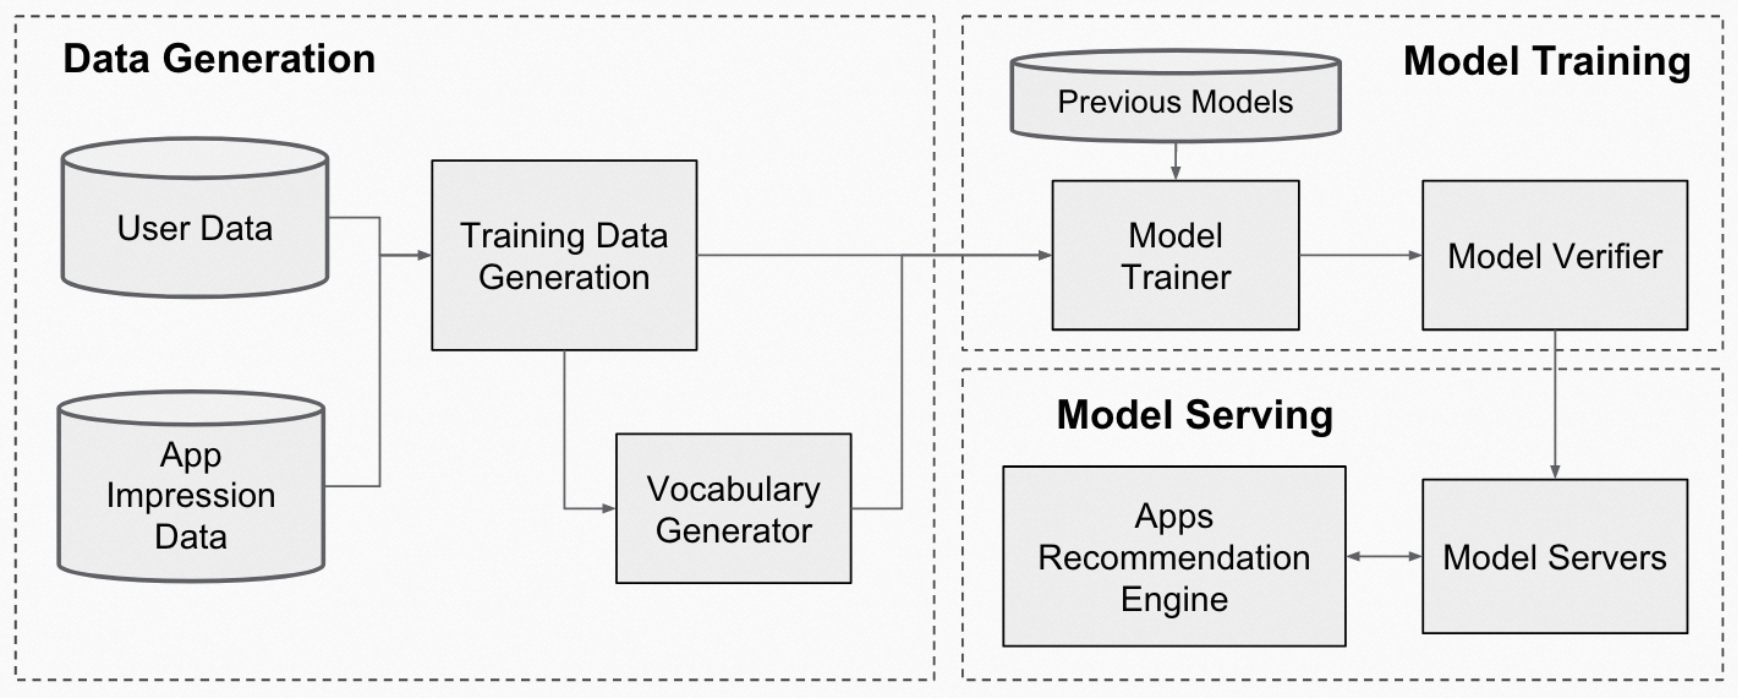 Data Generation
User Data
App
Impression
Data
Training Data
Generation
Vocabulary
Generator
Model Training
Previous Models
Model
Trainer
Model Verifier
Model Serving
Apps
Recommendation
Engine
Model Servers